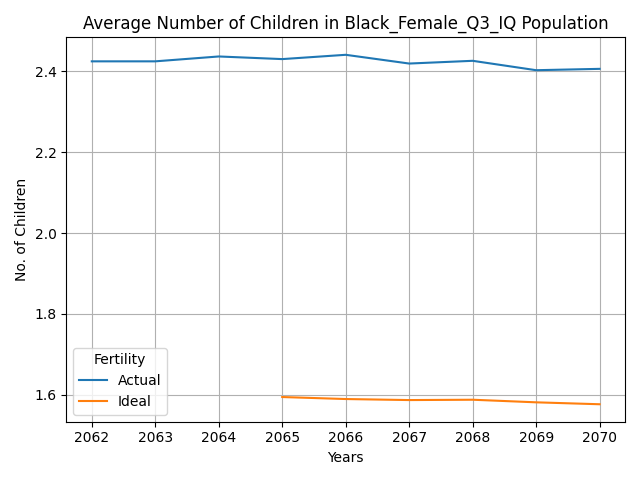 Average Number of Children in Black_Female_Q3_IQ Population
No. of Children
2.4
2.2
2.0
1.8
1.6
Fertility
Actual
Ideal
2062 2063 2064 2065 2066 2067 2068 2069 2070
Years